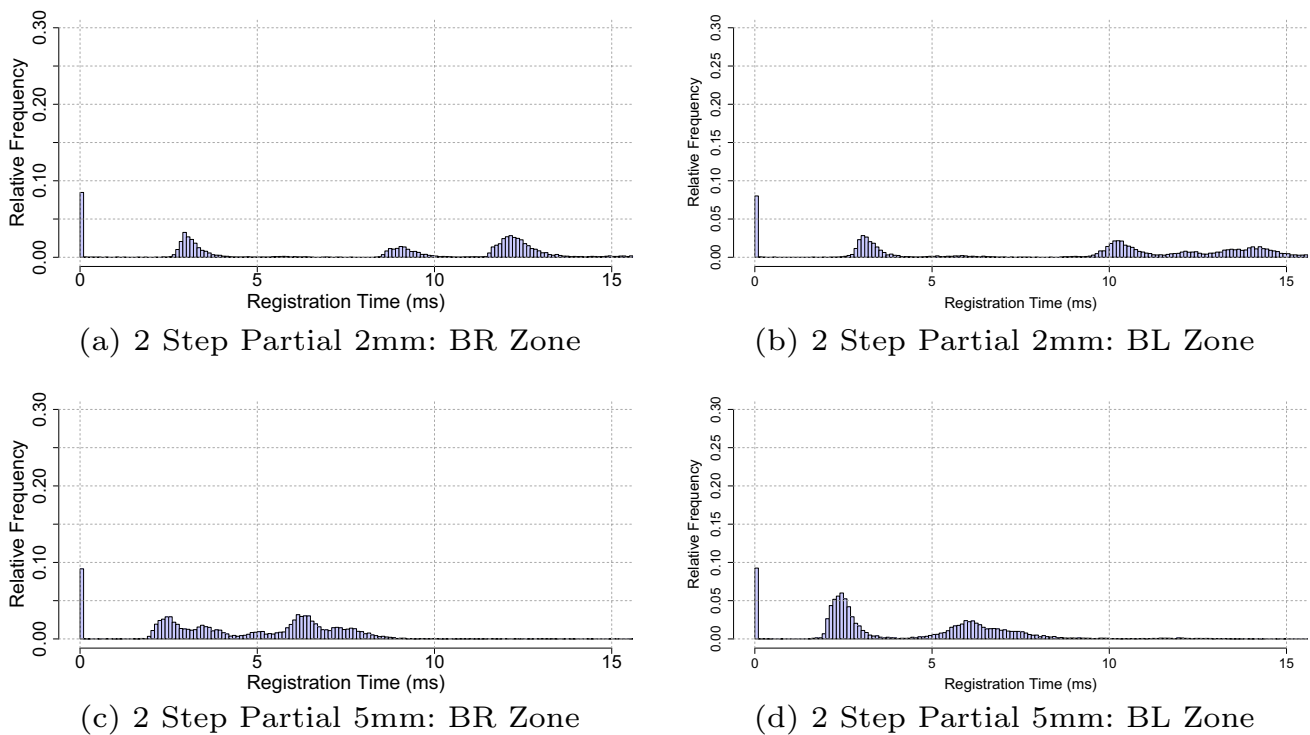 0.30
0.20
0.10
0.00
Relative Frequency
0 5 10 15
Registration Time (ms)
(a) 2 Step Partial 2mm: BR Zone
0.30
0.25
0.20
0.15
0.10
0.05
0.00
Relative Frequency
0 5 10 15
Registration Time (ms)
(b) 2 Step Partial 2mm: BL Zone
0.30
0.20
0.10
0.00
Relative Frequency
0 5 10 15
Registration Time (ms)
(c) 2 Step Partial 5mm: BR Zone
0.30
0.25
0.20
0.15
0.10
0.05
0.00
Relative Frequency
0 5 10 15
Registration Time (ms)
(d) 2 Step Partial 5mm: BL Zone